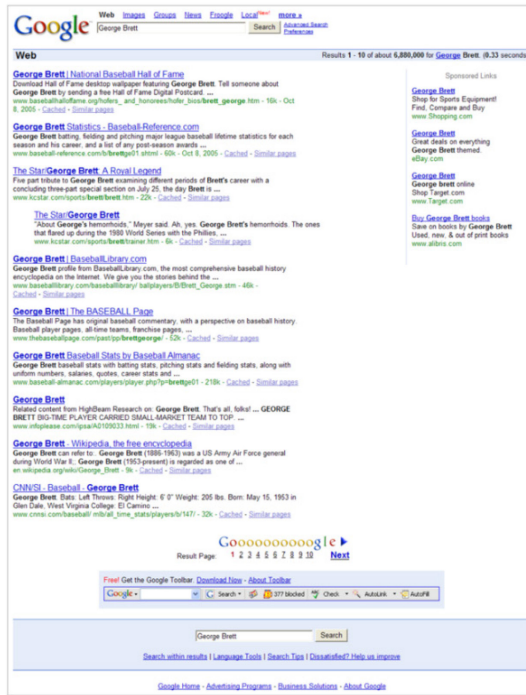 Google
Web Images Groups News Froogle Local New! more »
George Brett Search Advanced Search
Preferences
Web Results 1 - 10 of about 6,880,000 for George Brett. (0.33 seconds)
George Brett | National Baseball Hall of Fame
Download Hall of Fame desktop wallpaper featuring George Brett. Tell someone about
George Brett by sending a free Hall of Fame Digital Postcard. ...
www.baseballhalloffame.org/hofers_and_honorees/hofer_bios/brett_george.htm - 16k - Oct
8, 2005 - Cached - Similar pages
George Brett Statistics - Baseball-Reference.com
George Brett batting, fielding and pitching major league baseball lifetime statistics for each
season and his career, and a list of any post-season awards ...
www.baseball-reference.com/b/brettge01.shtml - 60k - Oct 8, 2005 - Cached - Similar pages
The Star/George Brett: A Royal Legend
Five part tribute to George Brett examining different periods of Brett's career with a
concluding three-part special section on July 25, the day Brett is ...
www.kcstar.com/sports/brett/brett.htm - 22k - Cached - Similar pages
The Star/George Brett
"About George's hemorrhoids," Meyer said. Ah, yes. George Brett's hemorrhoids. The ones
that flared up during the 1980 World Series with the Phillies, ...
www.kcstar.com/sports/brett/trainer.htm - 6k - Cached - Similar pages
George Brett | BaseballLibrary.com
George Brett profile from BaseballLibrary.com, the most comprehensive baseball history
encyclopedia on the Internet. We give you the stories behind the ...
www.baseballlibrary.com/baseballlibrary/ ballplayers/B/Brett_George.stm - 46k -
Cached - Similar pages
George Brett | The BASEBALL Page
The Baseball Page has original baseball commentary, with a perspective on baseball history.
Baseball player pages, all-time teams, franchise pages, ...
www.thebaseballpage.com/past/pp/brettgeorge/ - 52k - Cached - Similar pages
George Brett Baseball Stats by Baseball Almanac
George Brett baseball stats with batting stats, pitching stats and fielding stats, along with
uniform numbers, salaries, quotes, career stats and ...
www.baseball-almanac.com/players/player.php?p=brettge01 - 218k - Cached - Similar pages
George Brett
Related content from HighBeam Research on: George Brett. That's all, folks! ... GEORGE
BRETT BIG-TIME PLAYER CARRIED SMALL-MARKET TEAM TO TOP. ...
www.infoplease.com/ipsa/A0109033.html - 19k - Cached - Similar pages
George Brett - Wikipedia, the free encyclopedia
George Brett can refer to:. George Brett (1886-1963) was a US Army Air Force general
during World War II;. George Brett (1953-present) is regarded as one of ...
en.wikipedia.org/wiki/George_Brett - 9k - Cached - Similar pages
CNN/SI - Baseball - George Brett
George Brett. Bats: Left Throws: Right Height: 6' 0" Weight: 205 lbs. Born: May 15, 1953 in
Glen Dale, West Virginia College: El Camino ...
www.cnnsi.com/baseball/ mlb/all_time_stats/players/b/147/ - 32k - Cached - Similar pages
Sponsored Links
George Brett
Shop for Sports Equipment!
Find, Compare and Buy
www.Shopping.com
George Brett
Great deals on everything
George Brett themed.
eBay.com
George Brett
George brett online
Shop Target.com
www.Target.com
Buy George Brett books
Save on books by George Brett
Used, new, & out of print books
www.alibris.com
Goooooooooogle
Result Page: 1 2 3 4 5 6 7 8 9 10 Next
Free! Get the Google Toolbar. Download Now - About Toolbar
Google Search 377 blocked Check AutoLink AutoFill
George Brett Search
Search within results | Language Tools | Search Tips | Dissatisfied? Help us improve
Google Home - Advertising Programs - Business Solutions - About Google